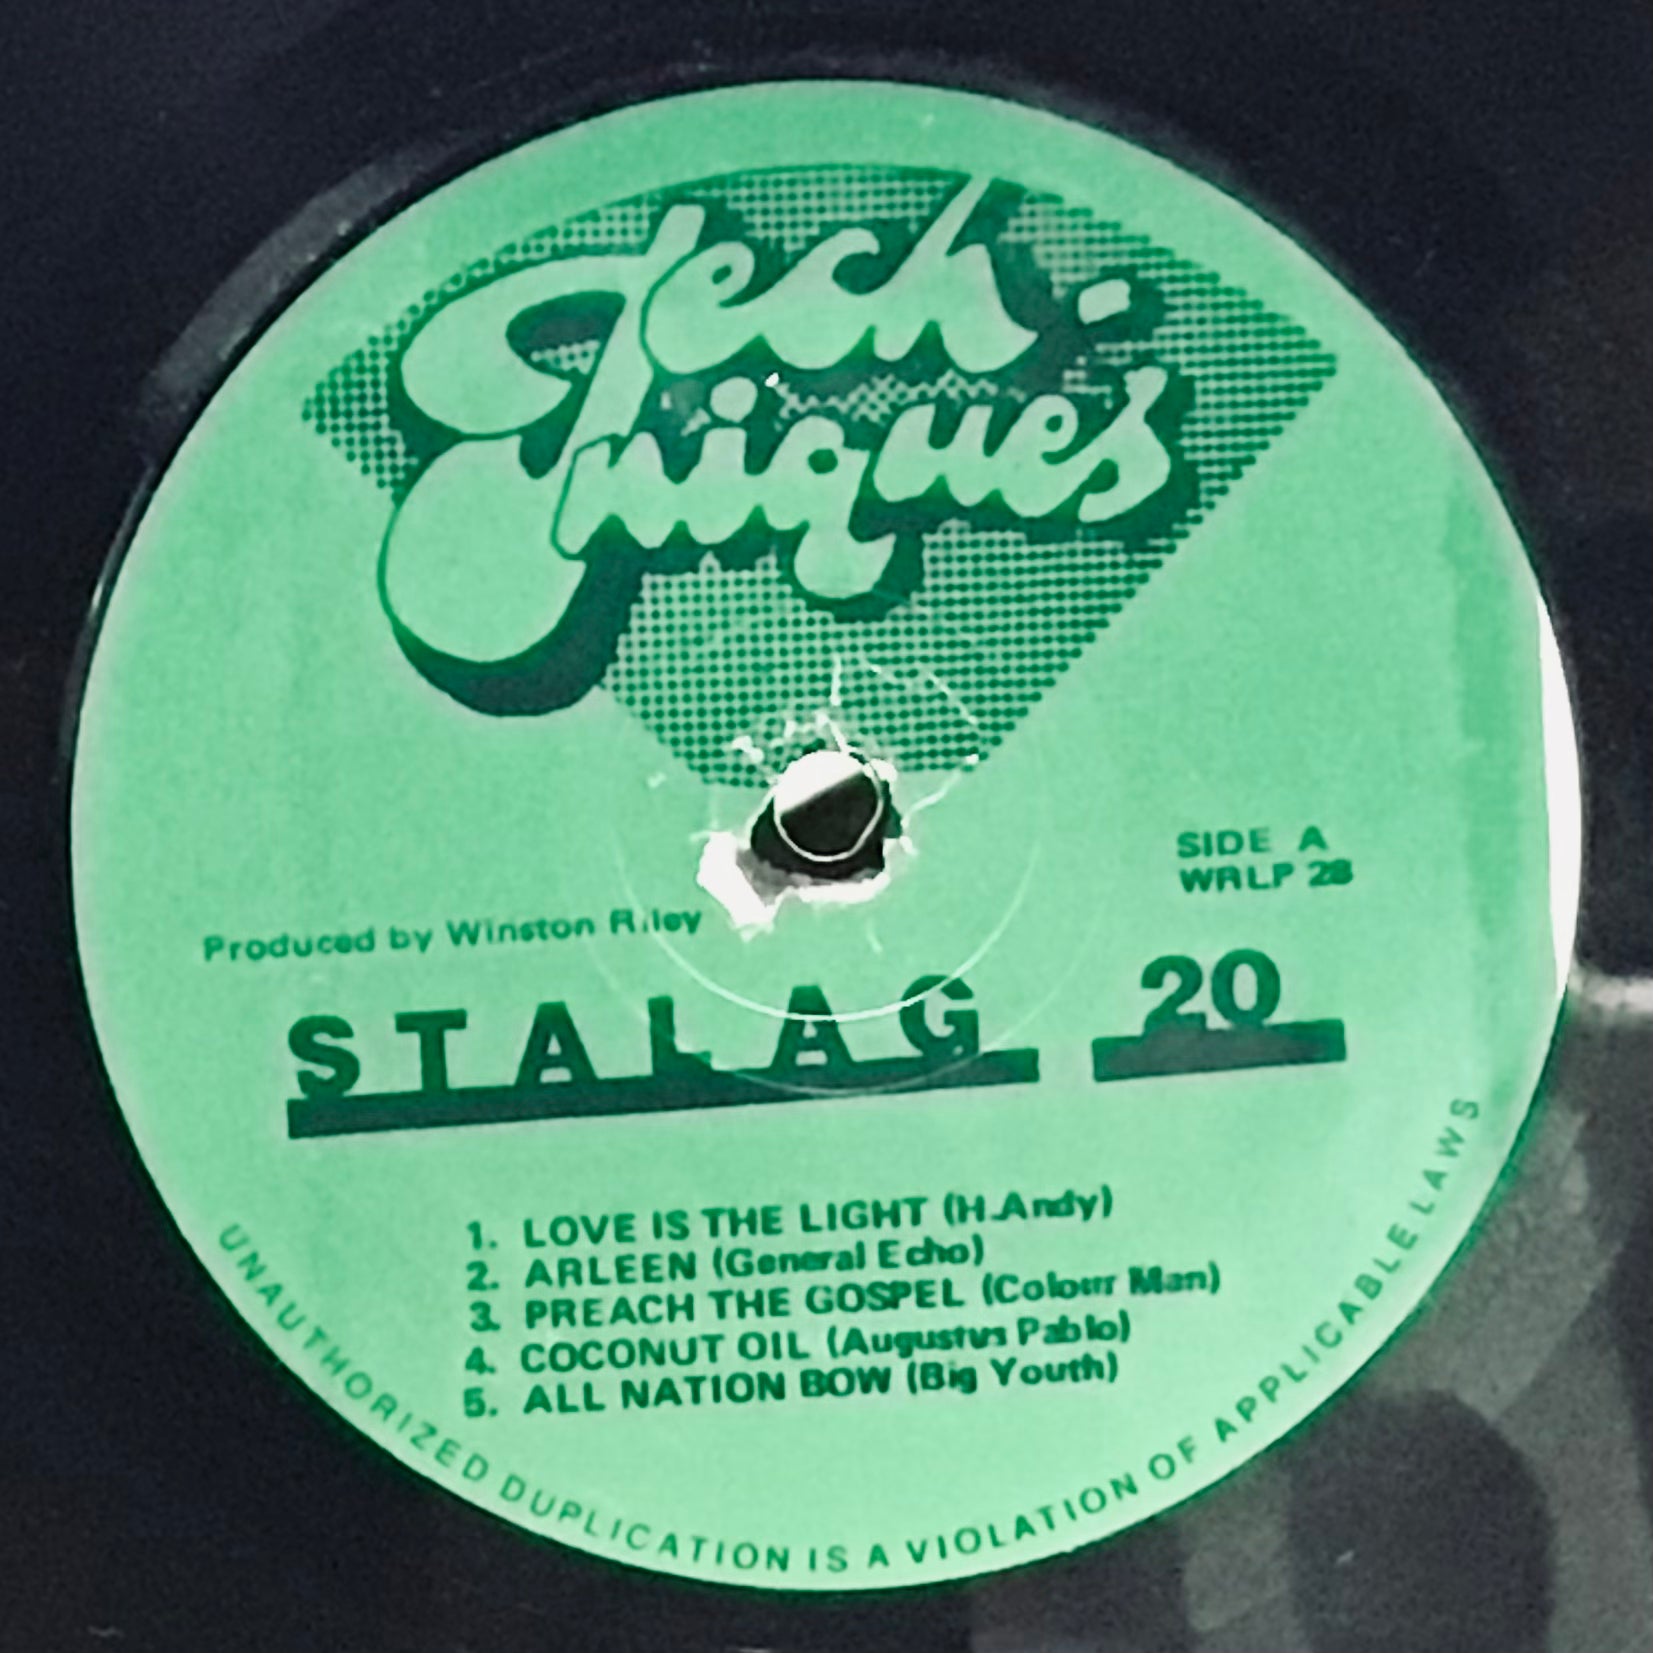 Tech.
niques
SIDE A
WRLP 28
Produced by Winston Riley
STALAG 20
1. LOVE IS THE LIGHT (H.Andy)
2. ARLEEN (General Echo)
3. PREACH THE GOSPEL (Colour Man)
4. COCONUT OIL (Augustus Pablo)
5. ALL NATION BOW (Big Youth)
UNAUTHORIZED DUPLICATION IS A VIOLATION OF APPLICABLE LAWS